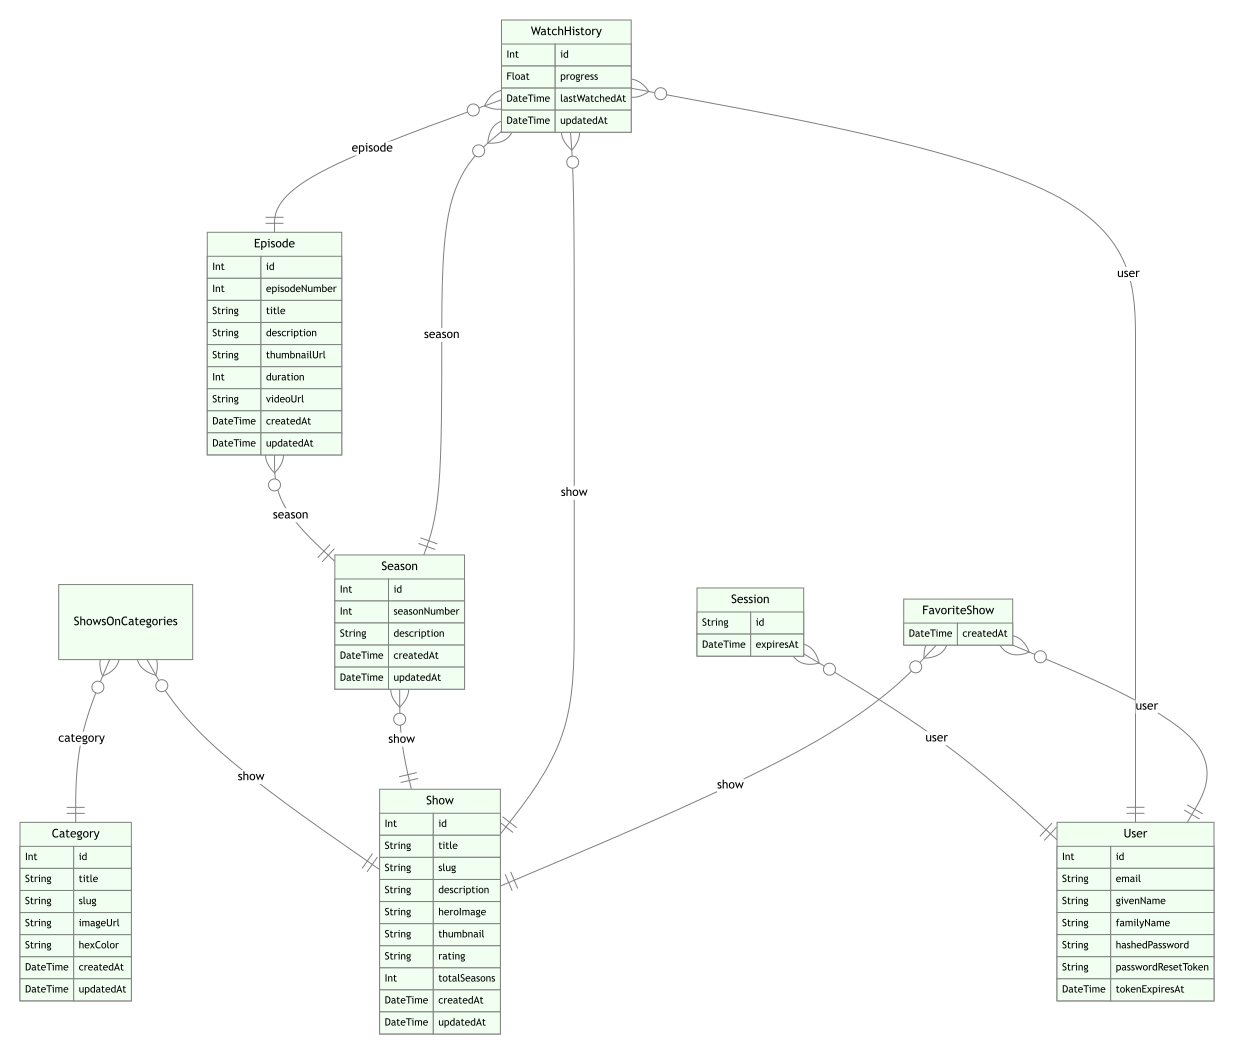 WatchHistory
Int id
Float progress
DateTime lastWatchedAt
DateTime updatedAt
episode
season
show
user
Episode
Int id
Int episodeNumber
String title
String description
String thumbnailUrl
Int duration
String videoUrl
DateTime createdAt
DateTime updatedAt
season
Season
Int id
Int seasonNumber
String description
DateTime createdAt
DateTime updatedAt
ShowsOnCategories
Session
String id
DateTime expiresAt
FavoriteShow
DateTime createdAt
category
show
show
user
show
user
Category
Int id
String title
String slug
String imageUrl
String hexColor
DateTime createdAt
DateTime updatedAt
Show
Int id
String title
String slug
String description
String heroImage
String thumbnail
String rating
Int totalSeasons
DateTime createdAt
DateTime updatedAt
User
Int id
String email
String givenName
String familyName
String hashedPassword
String passwordResetToken
DateTime tokenExpiresAt